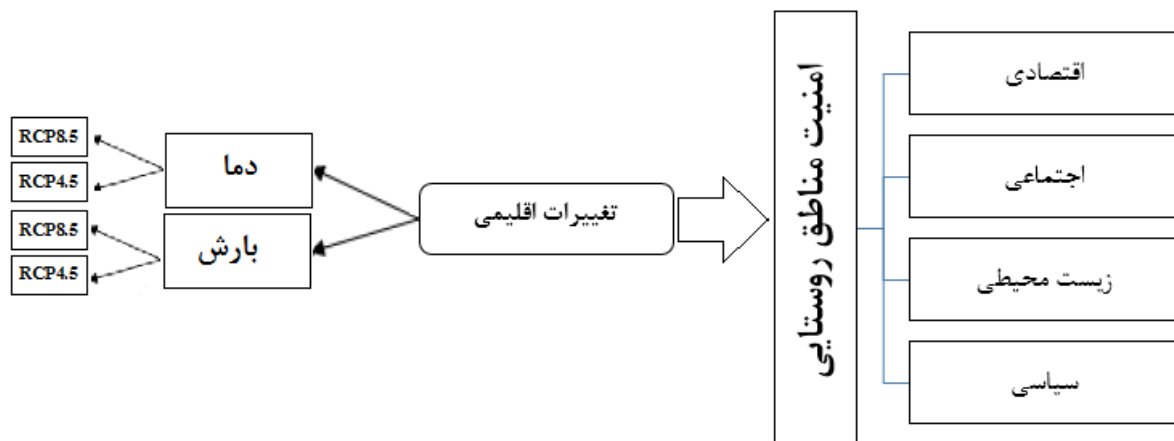 امنیت مناطق روستایی
اقتصادی
اجتماعی
زیست محیطی
سیاسی
تغییرات اقلیمی
دما
بارش
RCP8.5
RCP4.5
RCP8.5
RCP4.5